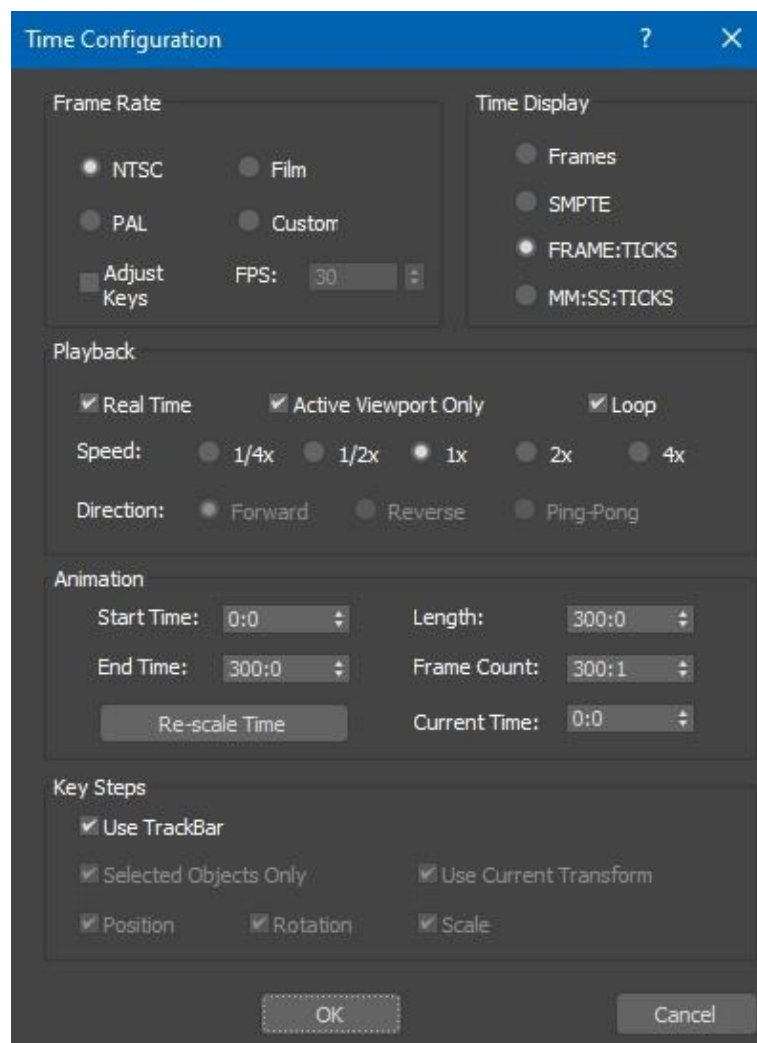 Time Configuration ? ✕
Frame Rate
NTSC Film
PAL Custom
Adjust Keys
FPS: 30
Time Display
Frames
SMPTE
FRAME:TICKS
MM:SS:TICKS
Playback
Real Time Active Viewport Only Loop
Speed: 1/4x 1/2x 1x 2x 4x
Direction: Forward Reverse Ping-Pong
Animation
Start Time: 0:0 Length: 300:0
End Time: 300:0 Frame Count: 300:1
Re-scale Time Current Time: 0:0
Key Steps
Use TrackBar
Selected Objects Only Use Current Transform
Position Rotation Scale
OK Cancel